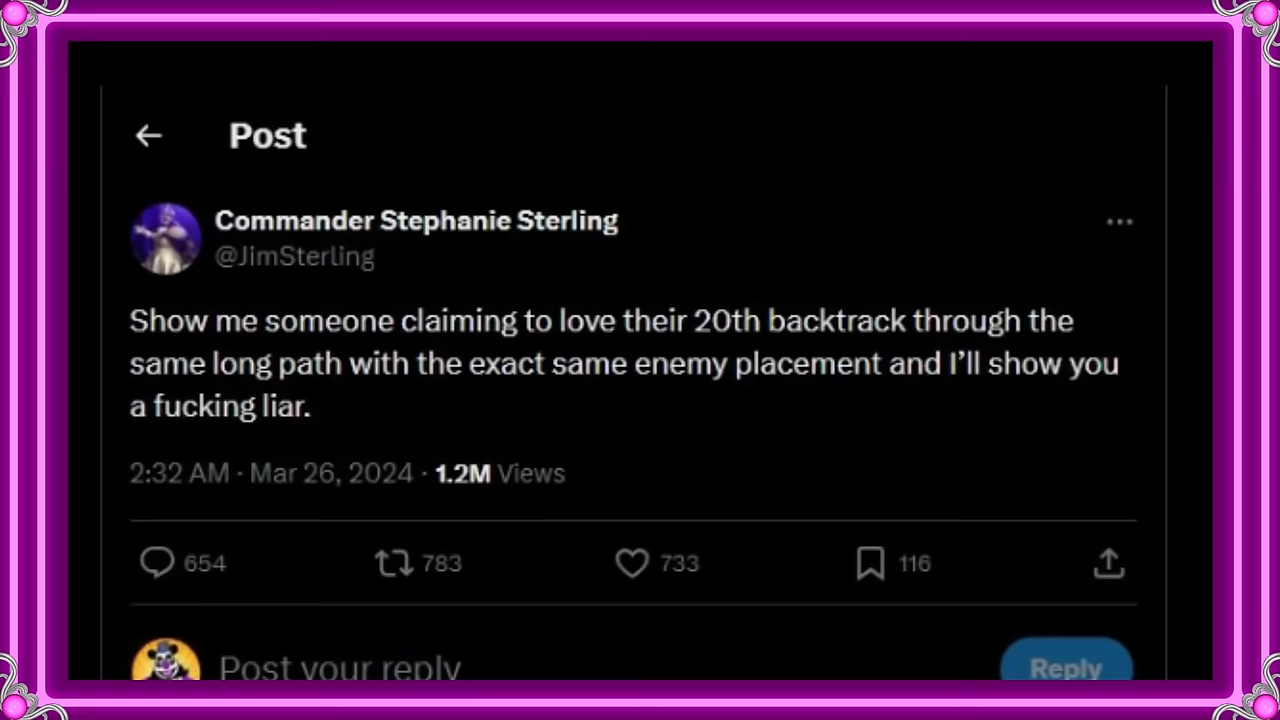 Post
Commander Stephanie Sterling
@JimSterling
Show me someone claiming to love their 20th backtrack through the
same long path with the exact same enemy placement and I’ll show you
a fucking liar.
2:32 AM · Mar 26, 2024 · 1.2M Views
654 783 733 116
Post your reply Reply